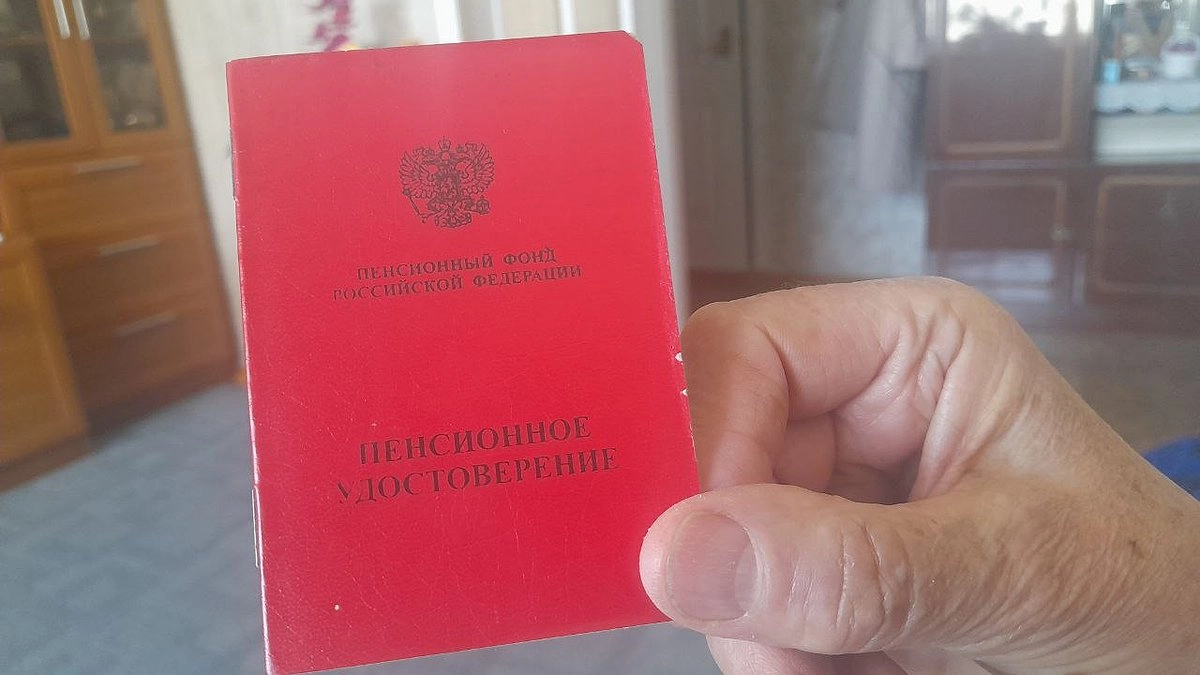 ПЕНСИОННЫЙ ФОНД
РОССИЙСКОЙ ФЕДЕРАЦИИ
ПЕНСИОННОЕ
УДОСТОВЕРЕНИЕ